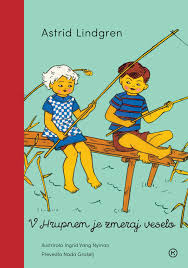 Astrid Lindgren
V Hrupnem je zmeraj veselo
Ilustrirala Ingrid Vang Nyman
Prevedla Nada Grošelj
K